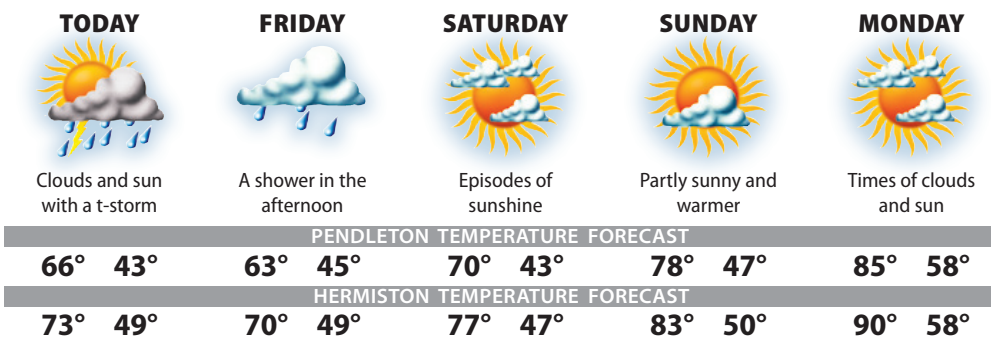 TODAY FRIDAY SATURDAY SUNDAY MONDAY
Clouds and sun
with a t-storm
A shower in the
afternoon
Episodes of
sunshine
Partly sunny and
warmer
Times of clouds
and sun
PENDLETON TEMPERATURE FORECAST
66° 43° 63° 45° 70° 43° 78° 47° 85° 58°
HERMISTON TEMPERATURE FORECAST
73° 49° 70° 49° 77° 47° 83° 50° 90° 58°